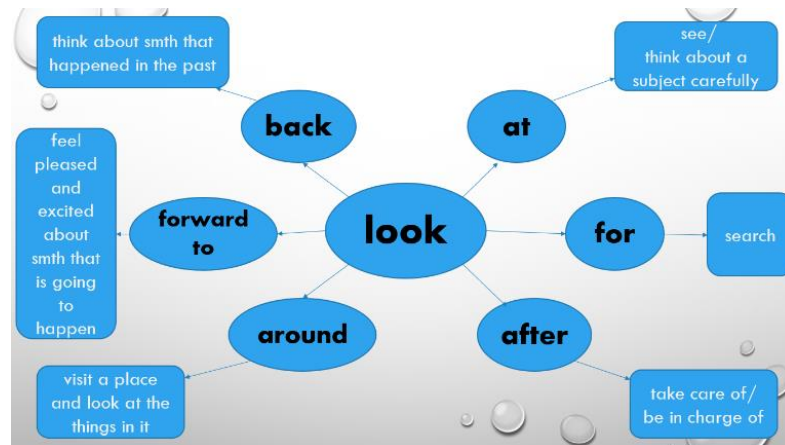 think about smth that
happened in the past
see/
think about a
subject carefully
back
at
feel
pleased
and
excited
about
smth that
is going
to
happen
forward
to
look
for
search
around
after
visit a place
and look at the
things in it
take care of/
be in charge of